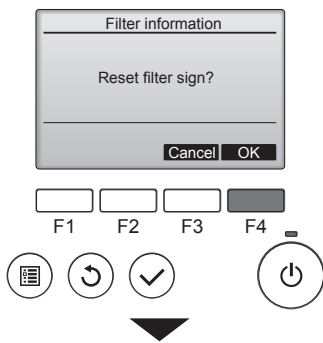 Filter information
Reset filter sign?
Cancel OK
F1 F2 F3 F4